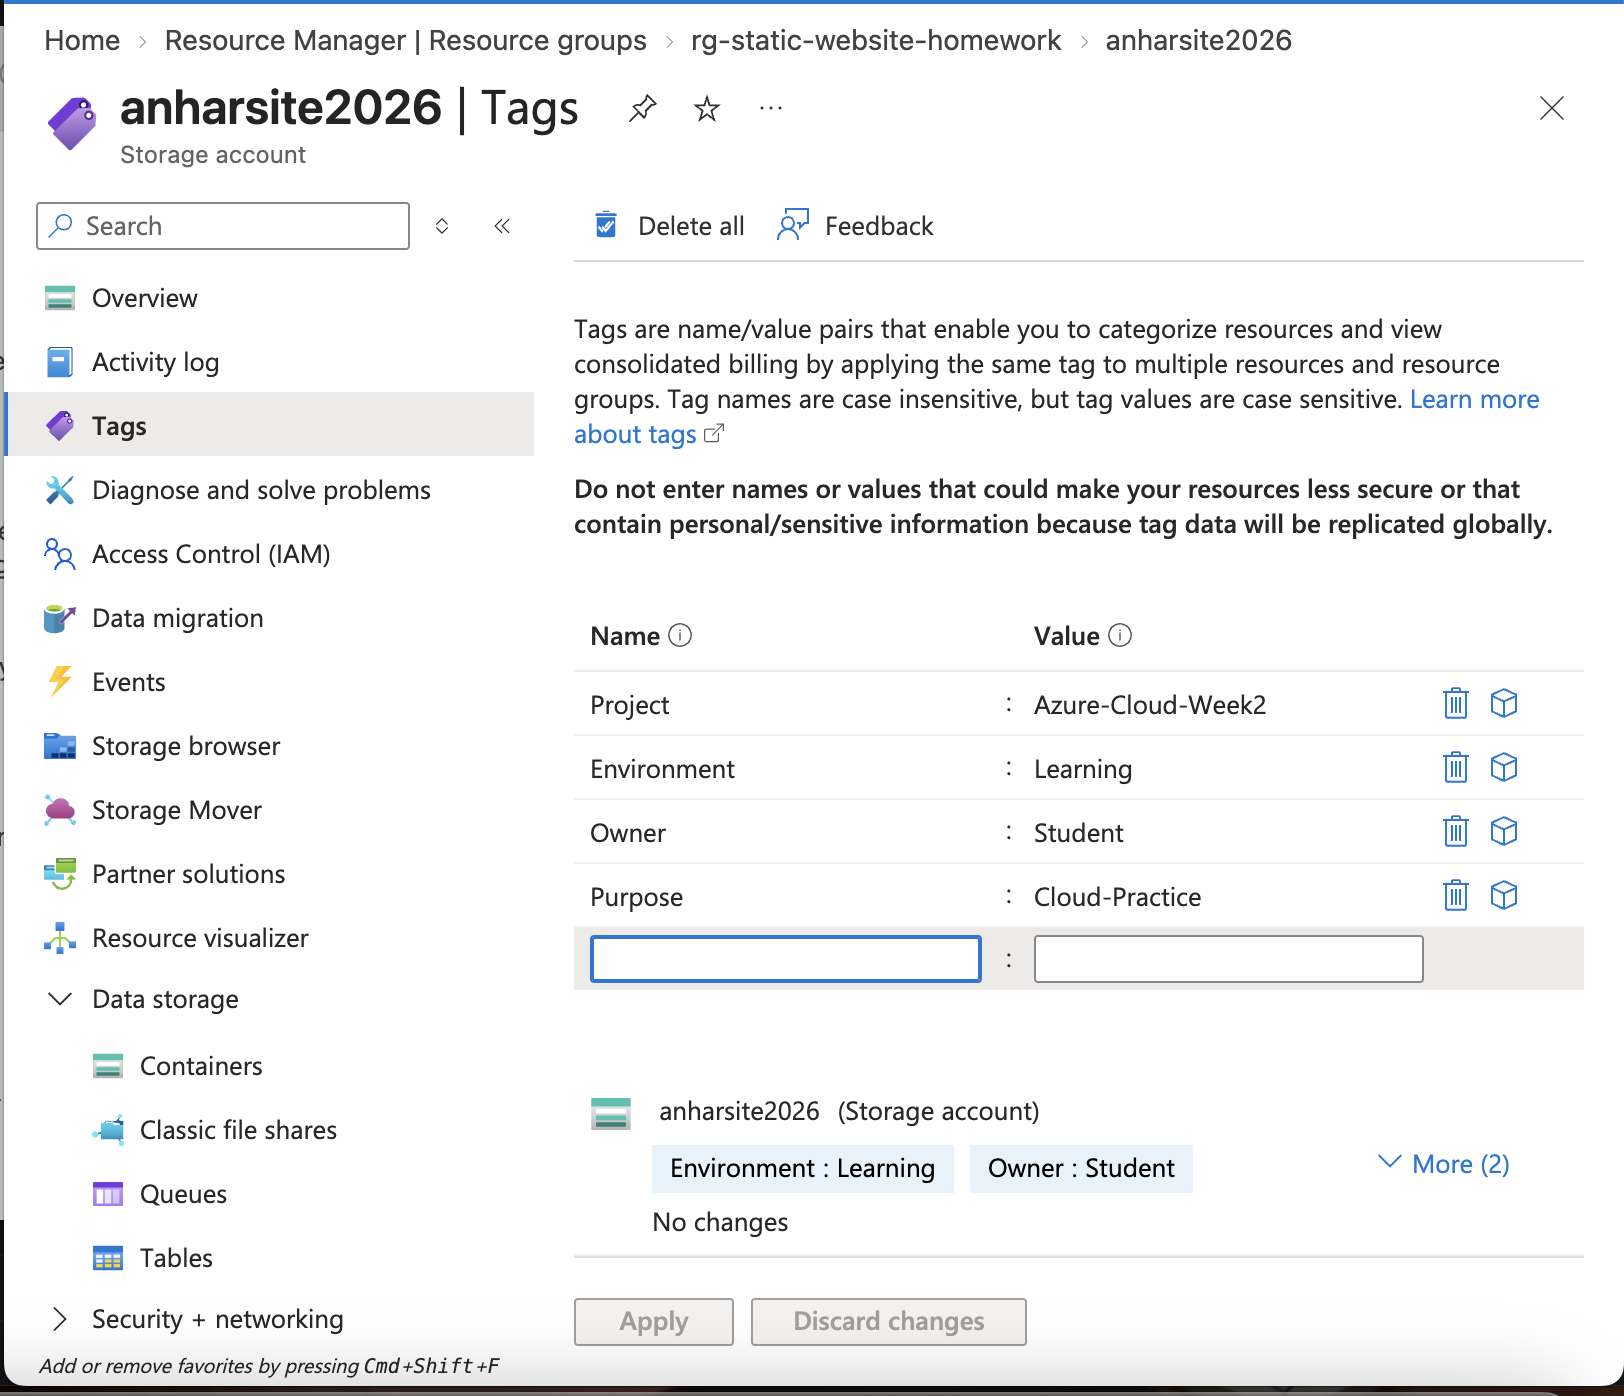 Home > Resource Manager | Resource groups > rg-static-website-homework > anharsite2026
anharsite2026 | Tags ...
Storage account
Search
Overview
Activity log
Tags
Diagnose and solve problems
Access Control (IAM)
Data migration
Events
Storage browser
Storage Mover
Partner solutions
Resource visualizer
Data storage
Containers
Classic file shares
Queues
Tables
Security + networking
Add or remove favorites by pressing Cmd+Shift+F
Delete all
Feedback
Tags are name/value pairs that enable you to categorize resources and view
consolidated billing by applying the same tag to multiple resources and resource
groups. Tag names are case insensitive, but tag values are case sensitive. Learn more
about tags
Do not enter names or values that could make your resources less secure or that
contain personal/sensitive information because tag data will be replicated globally.
Name Value
Project : Azure-Cloud-Week2
Environment : Learning
Owner : Student
Purpose : Cloud-Practice
:
anharsite2026 (Storage account)
Environment : Learning Owner : Student
More (2)
No changes
Apply
Discard changes